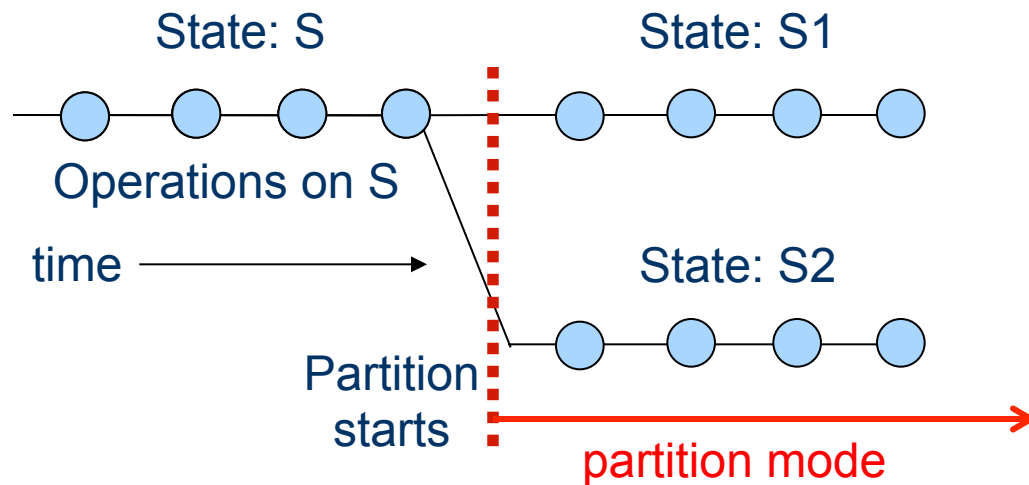 State: S
State: S1
Operations on S
time
State: S2
Partition
starts
partition mode